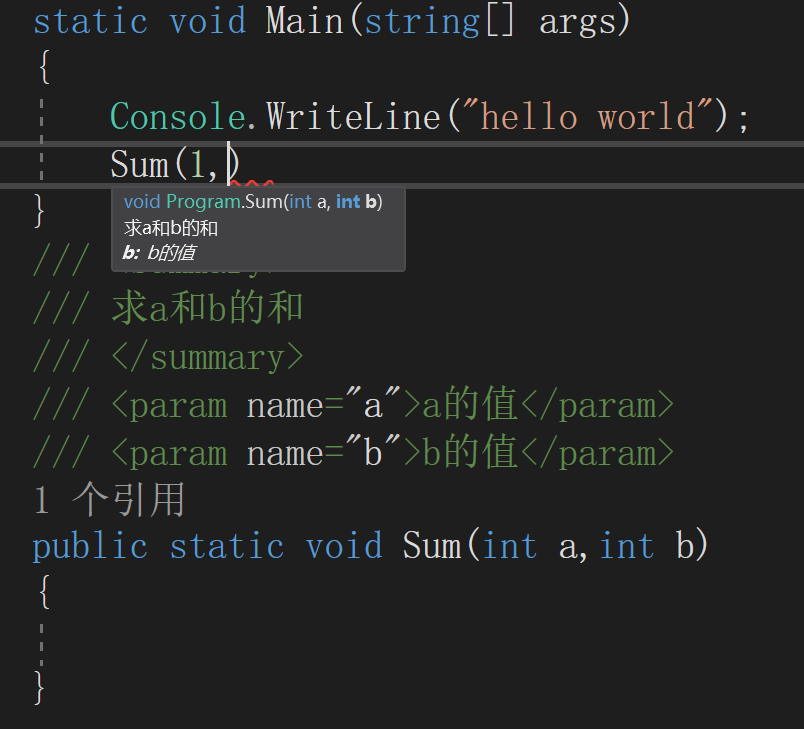 static void Main(string[] args)
{
Console.WriteLine("hello world");
Sum(1,)
void Program.Sum(int a, int b)
求a和b的和
b: b的值
}
///
/// 求a和b的和
/// </summary>
/// <param name="a">a的值</param>
/// <param name="b">b的值</param>
1 个引用
public static void Sum(int a,int b)
{
}